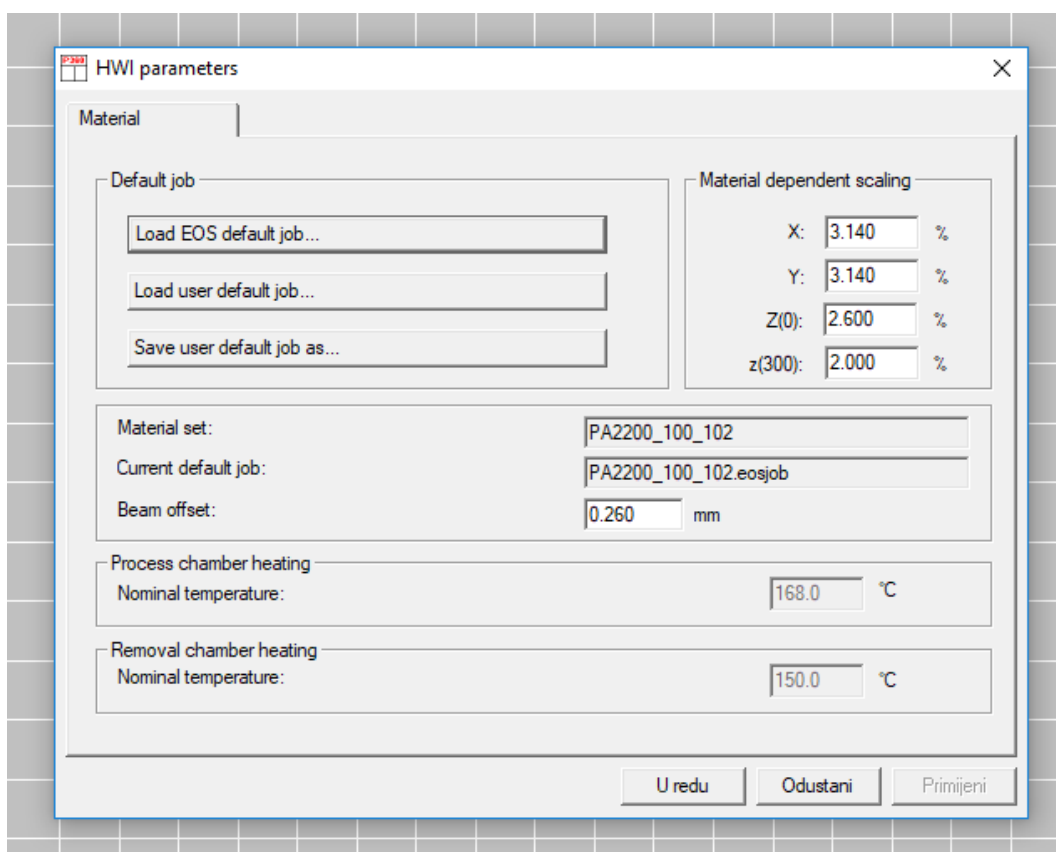 P360
HWI parameters
Material
Default job
Load EOS default job...
Load user default job...
Save user default job as...
Material dependent scaling
X: 3.140 %
Y: 3.140 %
Z(0): 2.600 %
z(300): 2.000 %
Material set: PA2200_100_102
Current default job: PA2200_100_102.eosjob
Beam offset: 0.260 mm
Process chamber heating
Nominal temperature: 168.0 °C
Removal chamber heating
Nominal temperature: 150.0 °C
U redu Odustani Primijeni